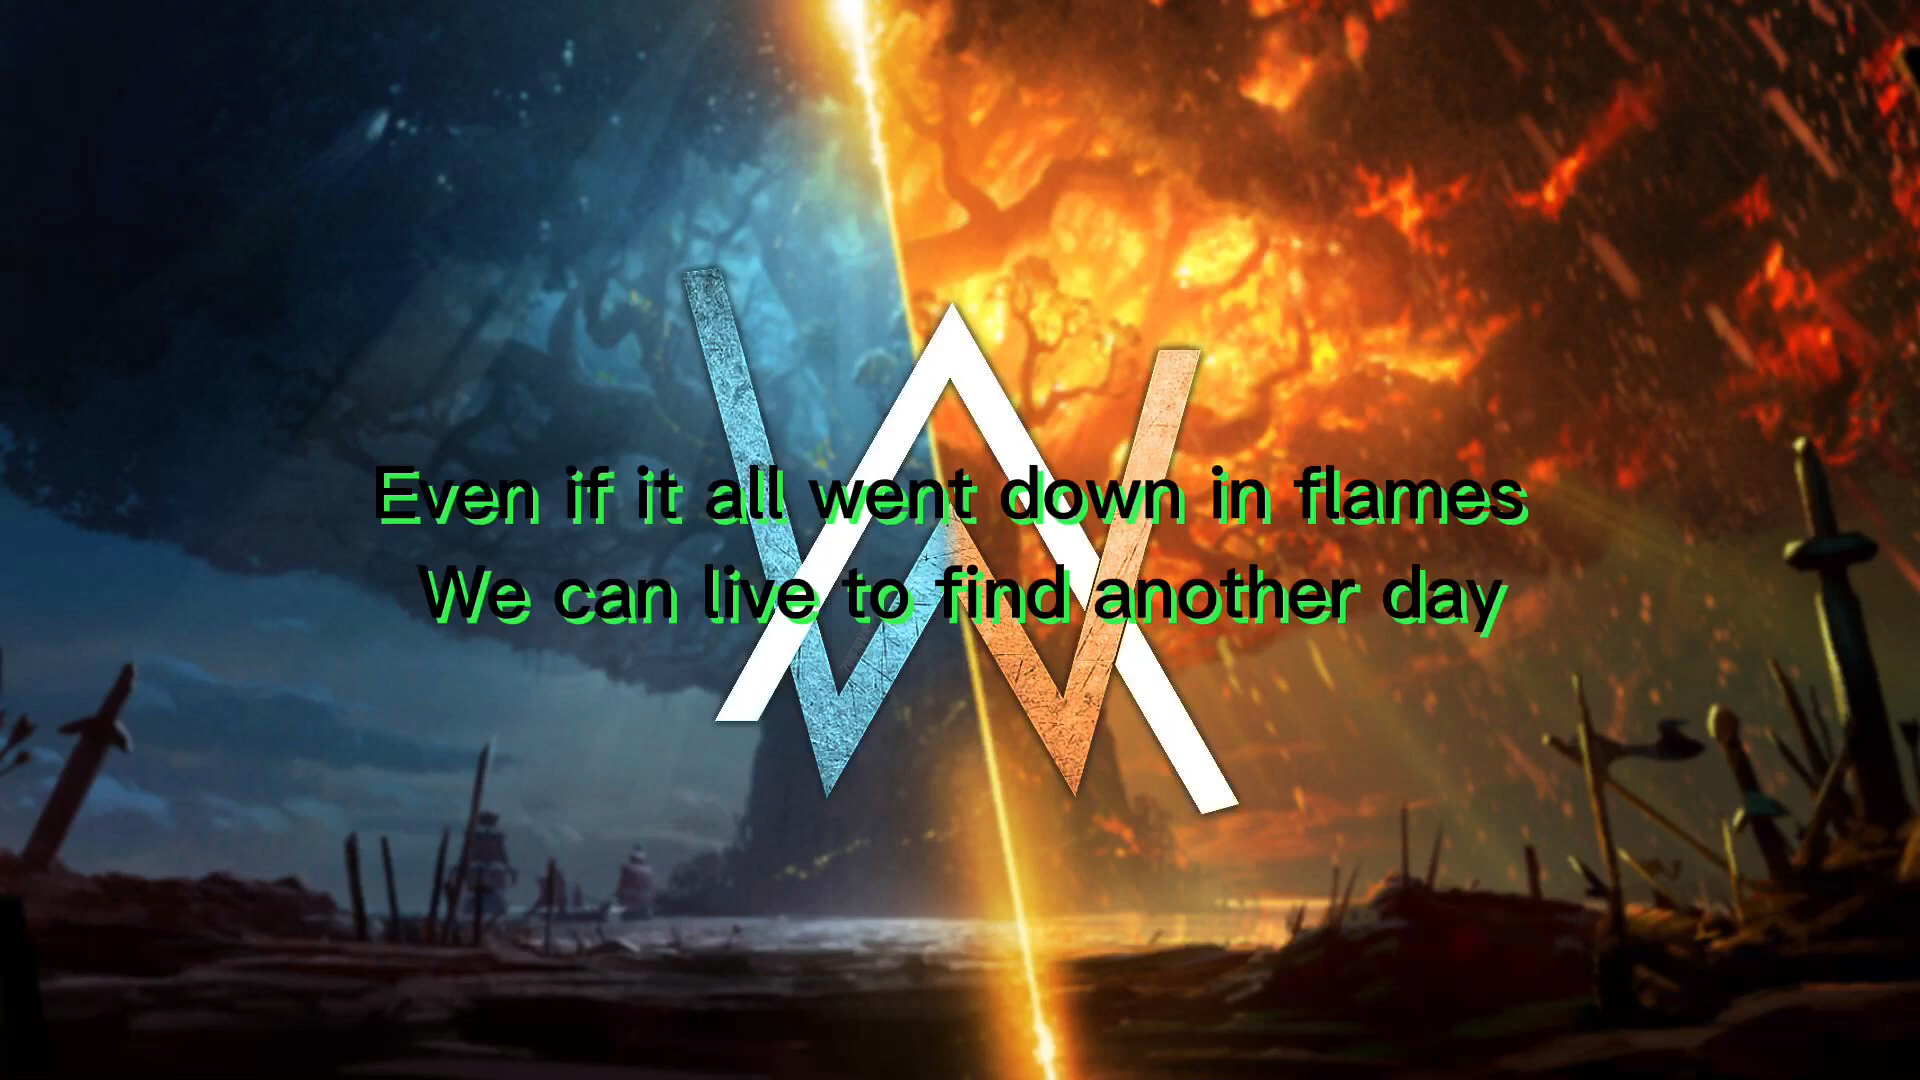 Even if it all went down in flames
We can live to find another day